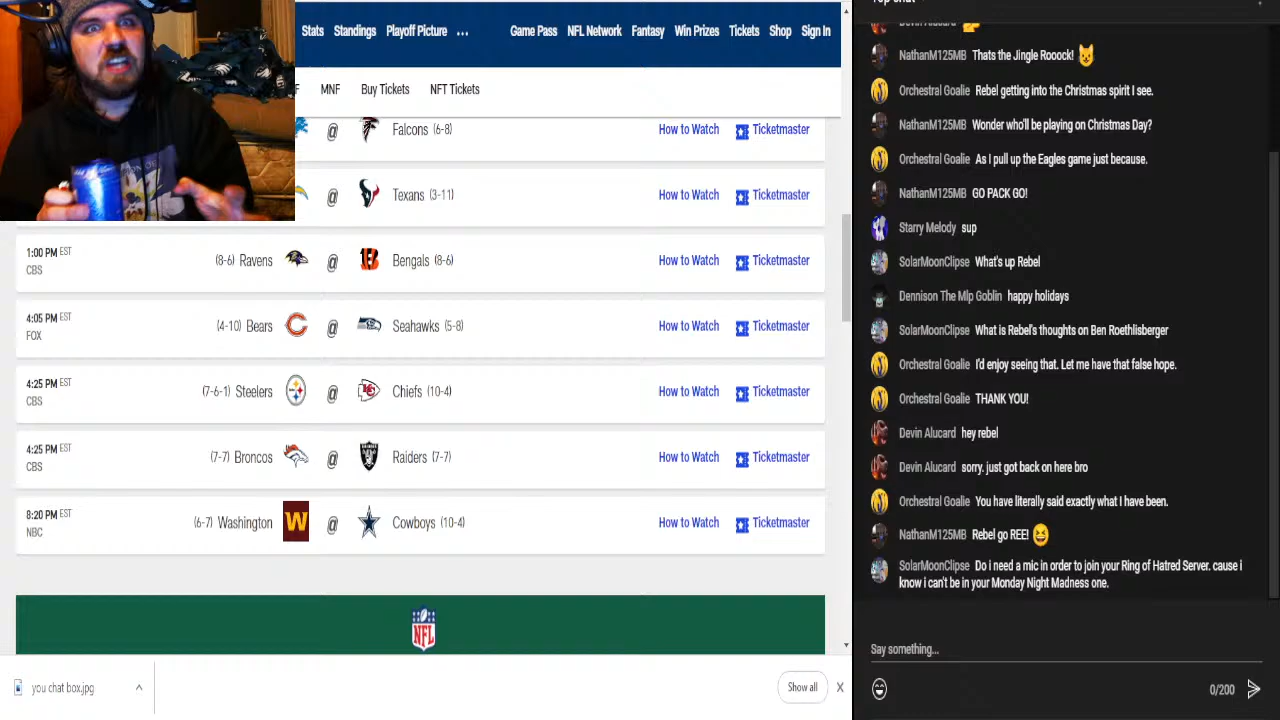 Stats Standings Playoff Picture ... Game Pass NFL Network Fantasy Win Prizes Tickets Shop Sign In
F MNF Buy Tickets NFT Tickets
@ Falcons (6-8) How to Watch Ticketmaster
@ Texans (3-11) How to Watch Ticketmaster
1:00 PM EST
CBS
(8-6) Ravens @ Bengals (8-6) How to Watch Ticketmaster
4:05 PM EST
FOX
(4-10) Bears @ Seahawks (5-8) How to Watch Ticketmaster
4:25 PM EST
CBS
(7-6-1) Steelers @ Chiefs (10-4) How to Watch Ticketmaster
4:25 PM EST
CBS
(7-7) Broncos @ Raiders (7-7) How to Watch Ticketmaster
8:20 PM EST
NBC
(6-7) Washington W @ Cowboys (10-4) How to Watch Ticketmaster
NFL
you chat box.jpg
Show all X
NathanM125MB Thats the Jingle Rooock!
Orchestral Goalie Rebel getting into the Christmas spirit I see.
NathanM125MB Wonder who'll be playing on Christmas Day?
Orchestral Goalie As I pull up the Eagles game just because.
NathanM125MB GO PACK GO!
Starry Melody sup
SolarMoonClipse What's up Rebel
Dennison The Mlp Goblin happy holidays
SolarMoonClipse What is Rebel's thoughts on Ben Roethlisberger
Orchestral Goalie I'd enjoy seeing that. Let me have that false hope.
Orchestral Goalie THANK YOU!
Devin Alucard hey rebel
Devin Alucard sorry. just got back on here bro
Orchestral Goalie You have literally said exactly what I have been.
NathanM125MB Rebel go REE!
SolarMoonClipse Do i need a mic in order to join your Ring of Hatred Server. cause i
know i can't be in your Monday Night Madness one.
Say something...
0/200